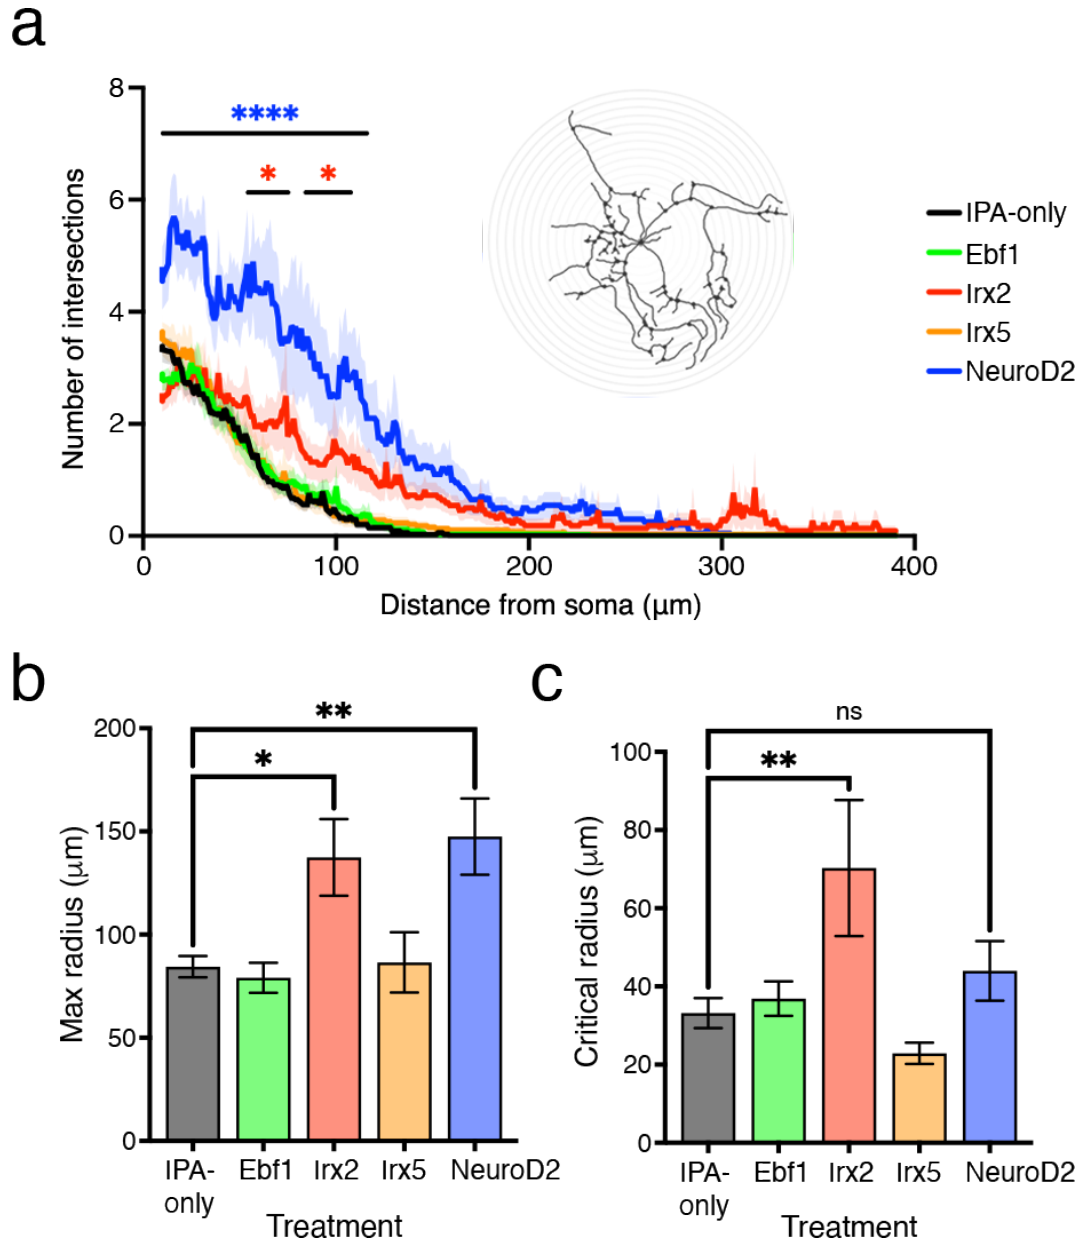 a
8
6
4
2
0
Number of intersections
****
* *
0 100 200 300 400
Distance from soma (μm)
IPA-only
Ebf1
Irx2
Irx5
NeuroD2
b
200
150
100
50
0
Max radius (μm)
**
*
IPA-only Ebf1 Irx2 Irx5 NeuroD2
Treatment
c
100
80
60
40
20
0
Critical radius (μm)
ns
**
IPA-only Ebf1 Irx2 Irx5 NeuroD2
Treatment